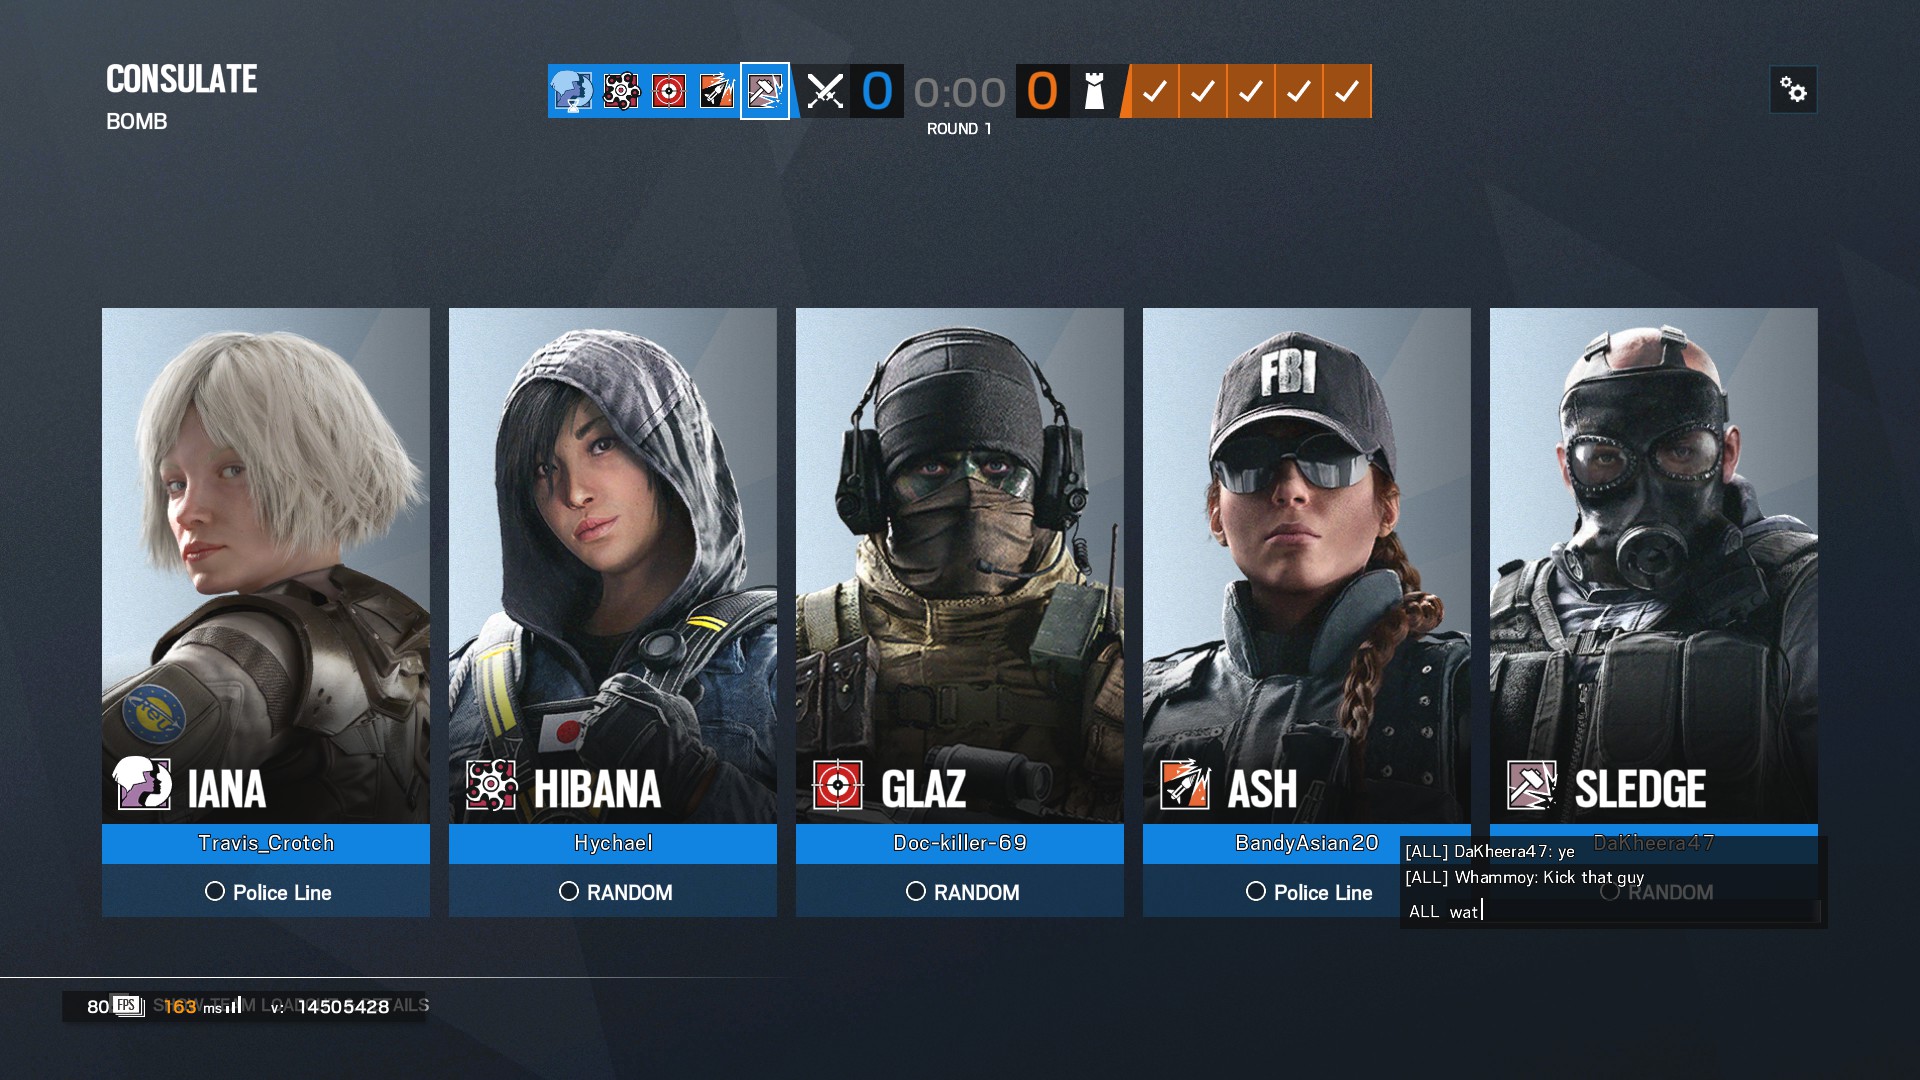 CONSULATE
BOMB
0 0:00 0
ROUND 1
FBI
IANA
HIBANA
GLAZ
ASH
SLEDGE
Travis_Crotch
Hychael
Doc-killer-69
BandyAsian20
DaKheera47
Police Line
RANDOM
RANDOM
Police Line
RANDOM
[ALL] DaKheera47: ye
[ALL] Whammoy: Kick that guy
ALL wat
80 FPS 163 ms v: 14505428